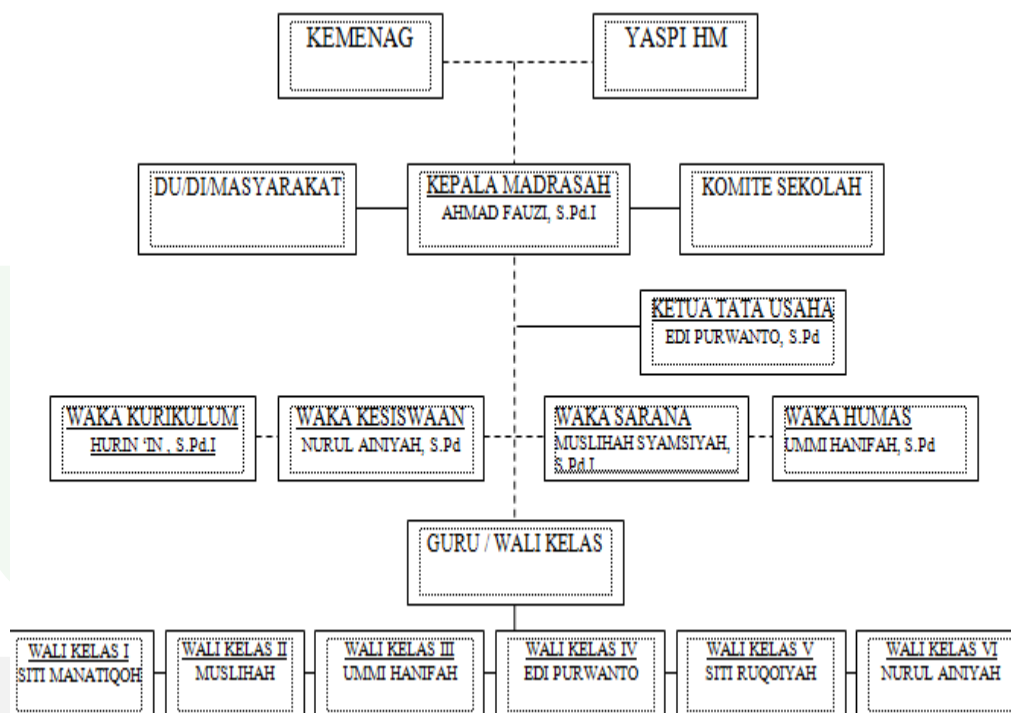 KEMENAG
YASPI HM
DU/DI/MASYARAKAT
KEPALA MADRASAH
AHMAD FAUZI, S.Pd.I
KOMITE SEKOLAH
KETUA TATA USAHA
EDI PURWANTO, S.Pd
WAKA KURIKULUM
HURIN ‘IN , S.Pd.I
WAKA KESISWAAN
NURUL AINIYAH, S.Pd
WAKA SARANA
MUSLIHAH SYAMSIYAH,
S.Pd.I
WAKA HUMAS
UMMI HANIFAH, S.Pd
GURU / WALI KELAS
WALI KELAS I
SITI MANATIQOH
WALI KELAS II
MUSLIHAH
WALI KELAS III
UMMI HANIFAH
WALI KELAS IV
EDI PURWANTO
WALI KELAS V
SITI RUQOIYAH
WALI KELAS VI
NURUL AINIYAH